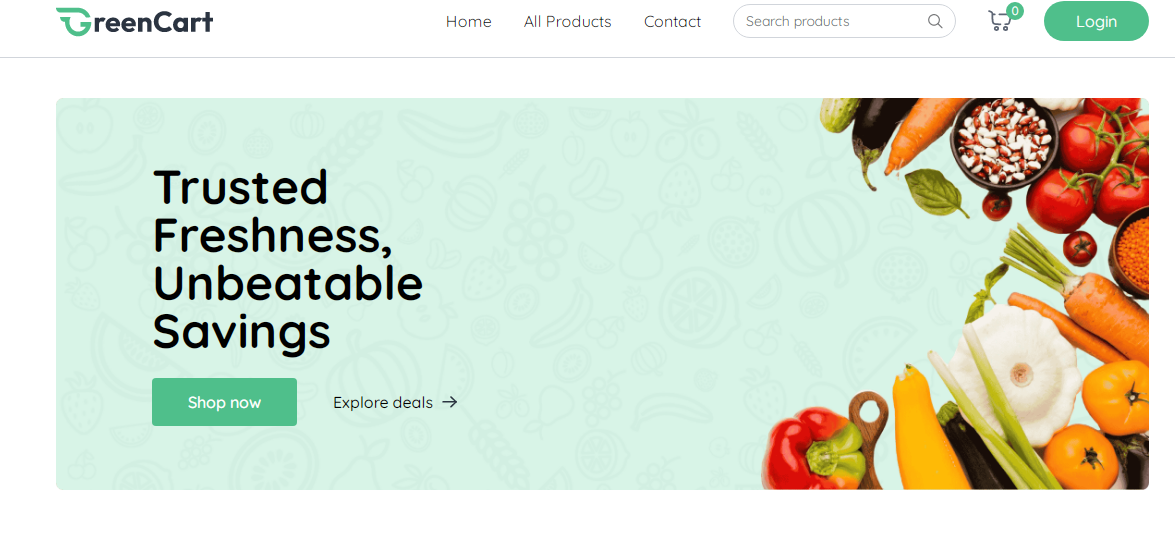 GreenCart
Home
All Products
Contact
Search products
0
Login
Trusted
Freshness,
Unbeatable
Savings
Shop now
Explore deals